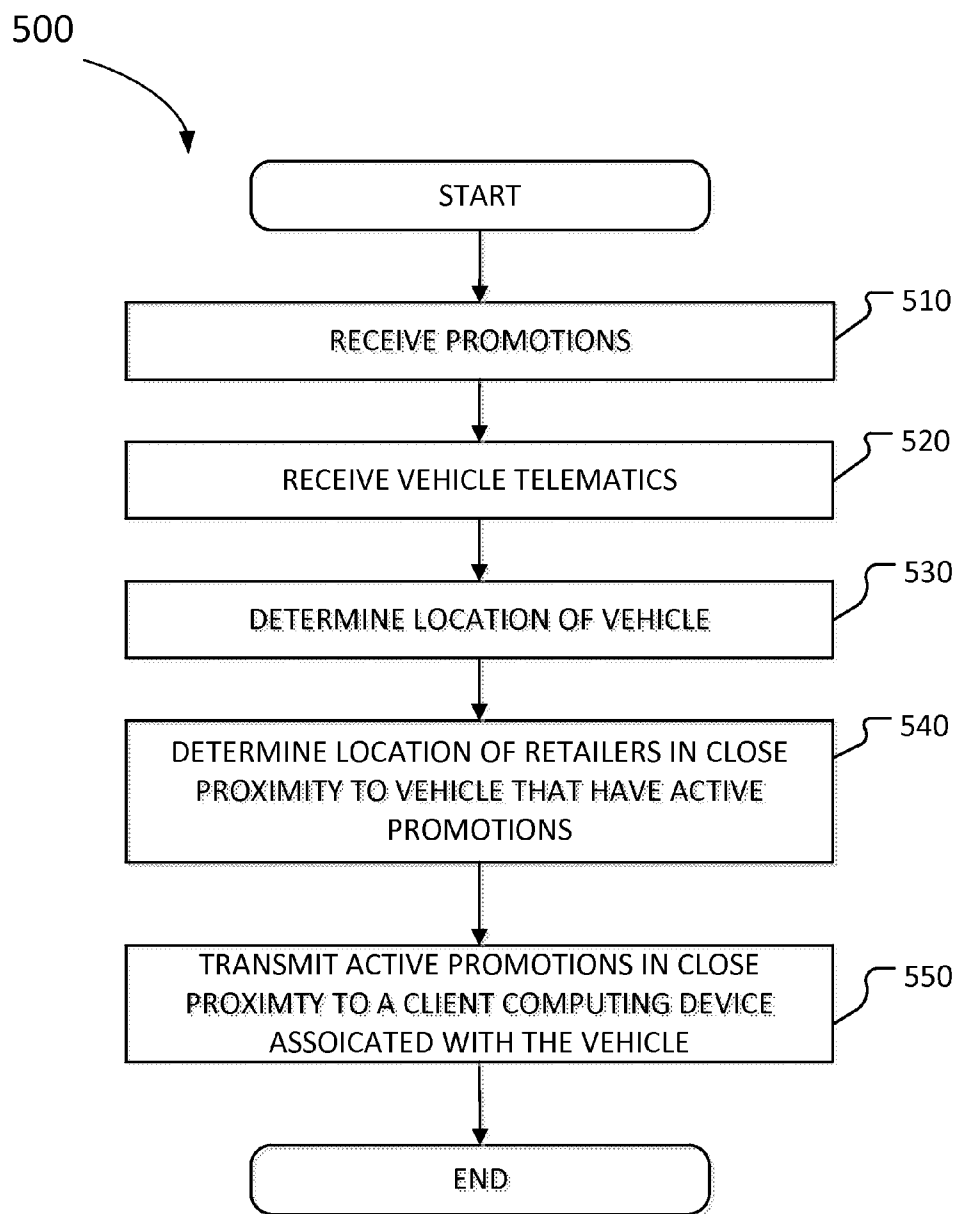 500
START
RECEIVE PROMOTIONS
510
RECEIVE VEHICLE TELEMATICS
520
DETERMINE LOCATION OF VEHICLE
530
DETERMINE LOCATION OF RETAILERS IN CLOSE
PROXIMITY TO VEHICLE THAT HAVE ACTIVE
PROMOTIONS
540
TRANSMIT ACTIVE PROMOTIONS IN CLOSE
PROXIMTY TO A CLIENT COMPUTING DEVICE
ASSOICATED WITH THE VEHICLE
550
END